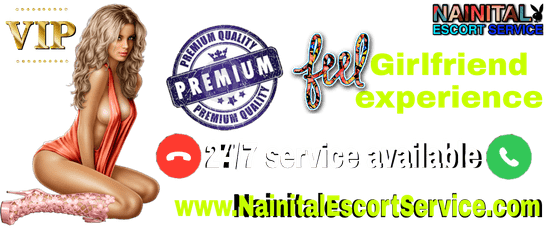 VIP
NAINITAL
ESCORT SERVICE
PREMIUM QUALITY
PREMIUM
PREMIUM QUALITY
feel Girlfriend
experience
24/7 service available
www.NainitalEscortService.com